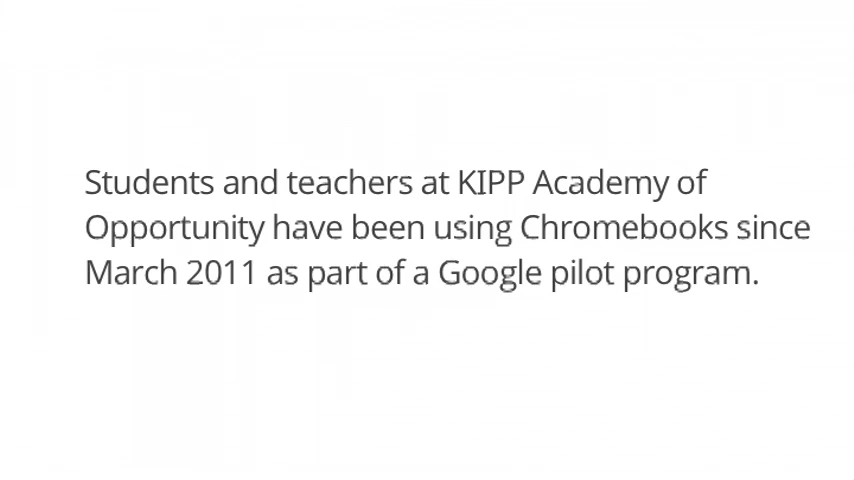 Students and teachers at KIPP Academy of
Opportunity have been using Chromebooks since
March 2011 as part of a Google pilot program.